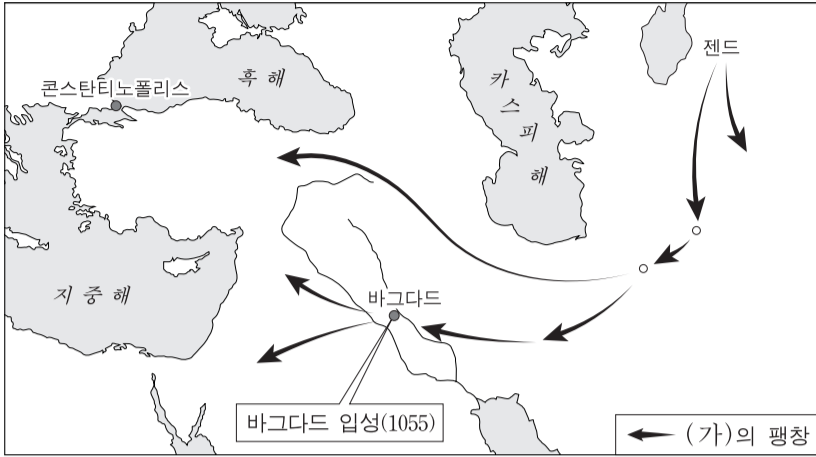 젠드
흑해
콘스탄티노폴리스
카스피해
지중해
바그다드
바그다드 입성(1055)
(가)의 팽창